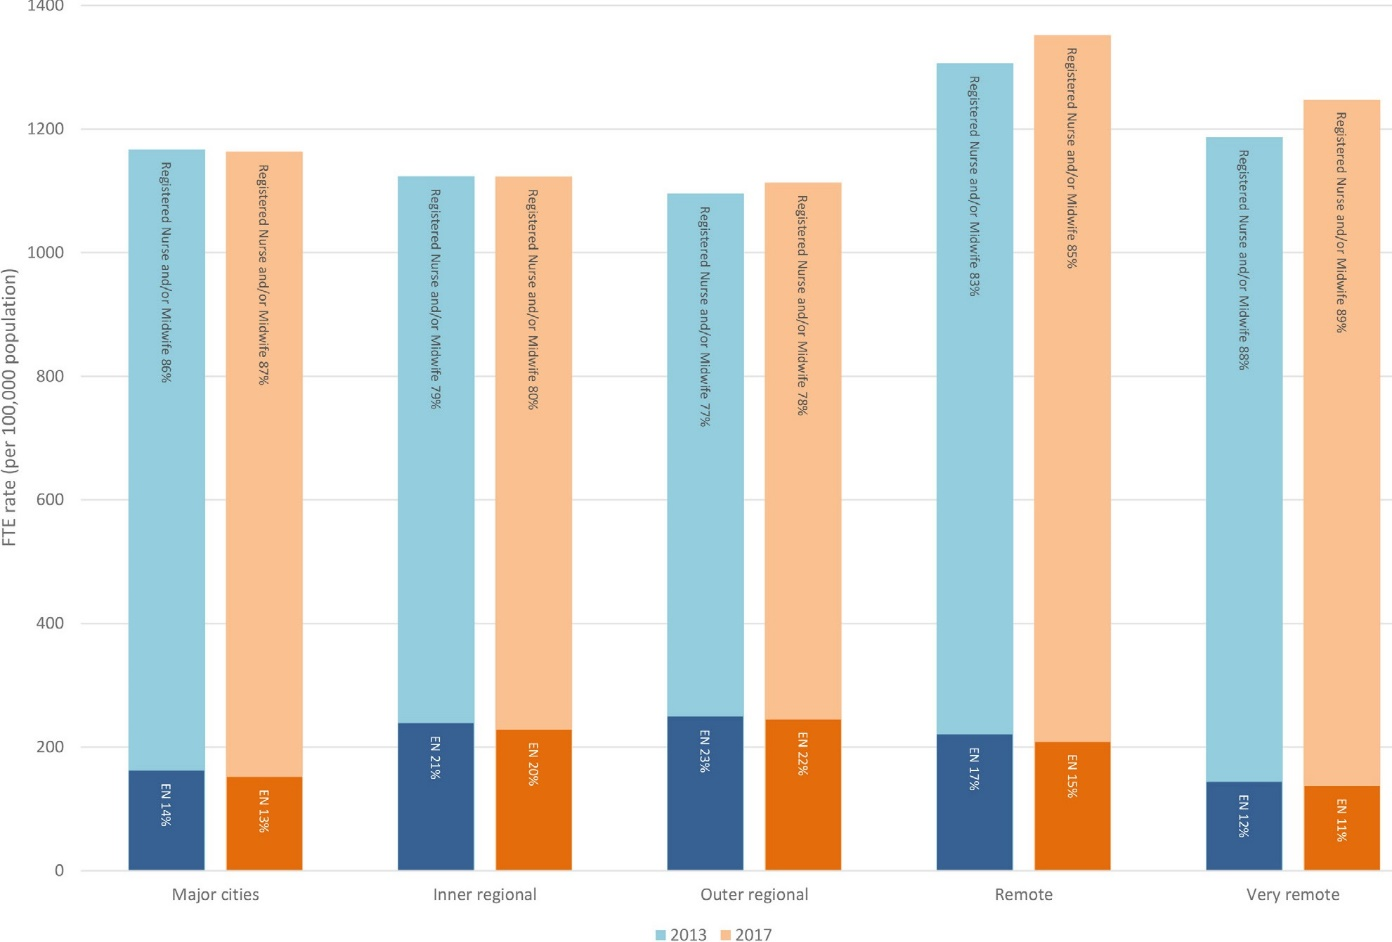 1400
1200
1000
800
600
400
200
0
FTE rate (per 100,000 population)
Registered Nurse and/or Midwife 86%
EN 14%
Registered Nurse and/or Midwife 87%
EN 13%
Registered Nurse and/or Midwife 79%
EN 21%
Registered Nurse and/or Midwife 80%
EN 20%
Registered Nurse and/or Midwife 77%
EN 23%
Registered Nurse and/or Midwife 78%
EN 22%
Registered Nurse and/or Midwife 83%
EN 17%
Registered Nurse and/or Midwife 85%
EN 15%
Registered Nurse and/or Midwife 88%
EN 12%
Registered Nurse and/or Midwife 89%
EN 11%
Major cities
Inner regional
Outer regional
Remote
Very remote
2013
2017